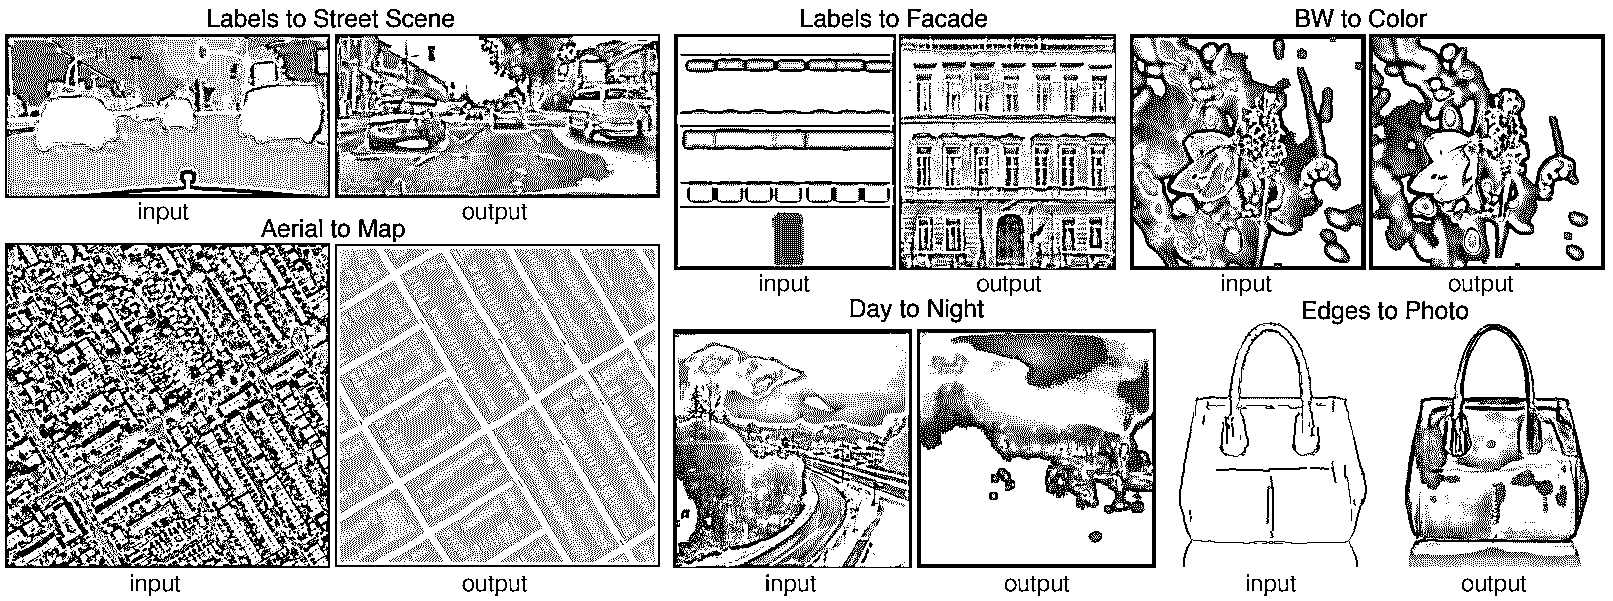 Labels to Street Scene
input
output
Aerial to Map
input
output
Labels to Facade
input
output
BW to Color
input
output
Day to Night
input
output
Edges to Photo
input
output